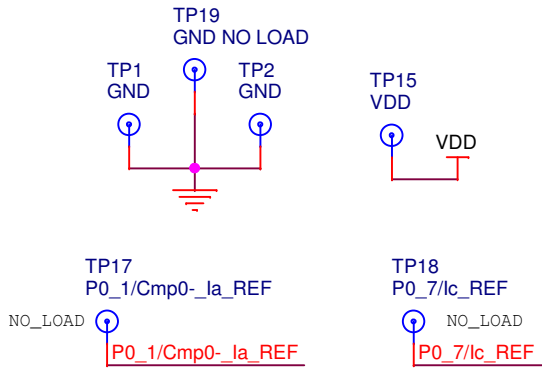 TP19
GND NO LOAD
TP1
GND
TP2
GND
TP15
VDD
VDD
TP17
P0_1/Cmp0-_Ia_REF
NO_LOAD
P0_1/Cmp0-_Ia_REF
TP18
P0_7/Ic_REF
NO_LOAD
P0_7/Ic_REF